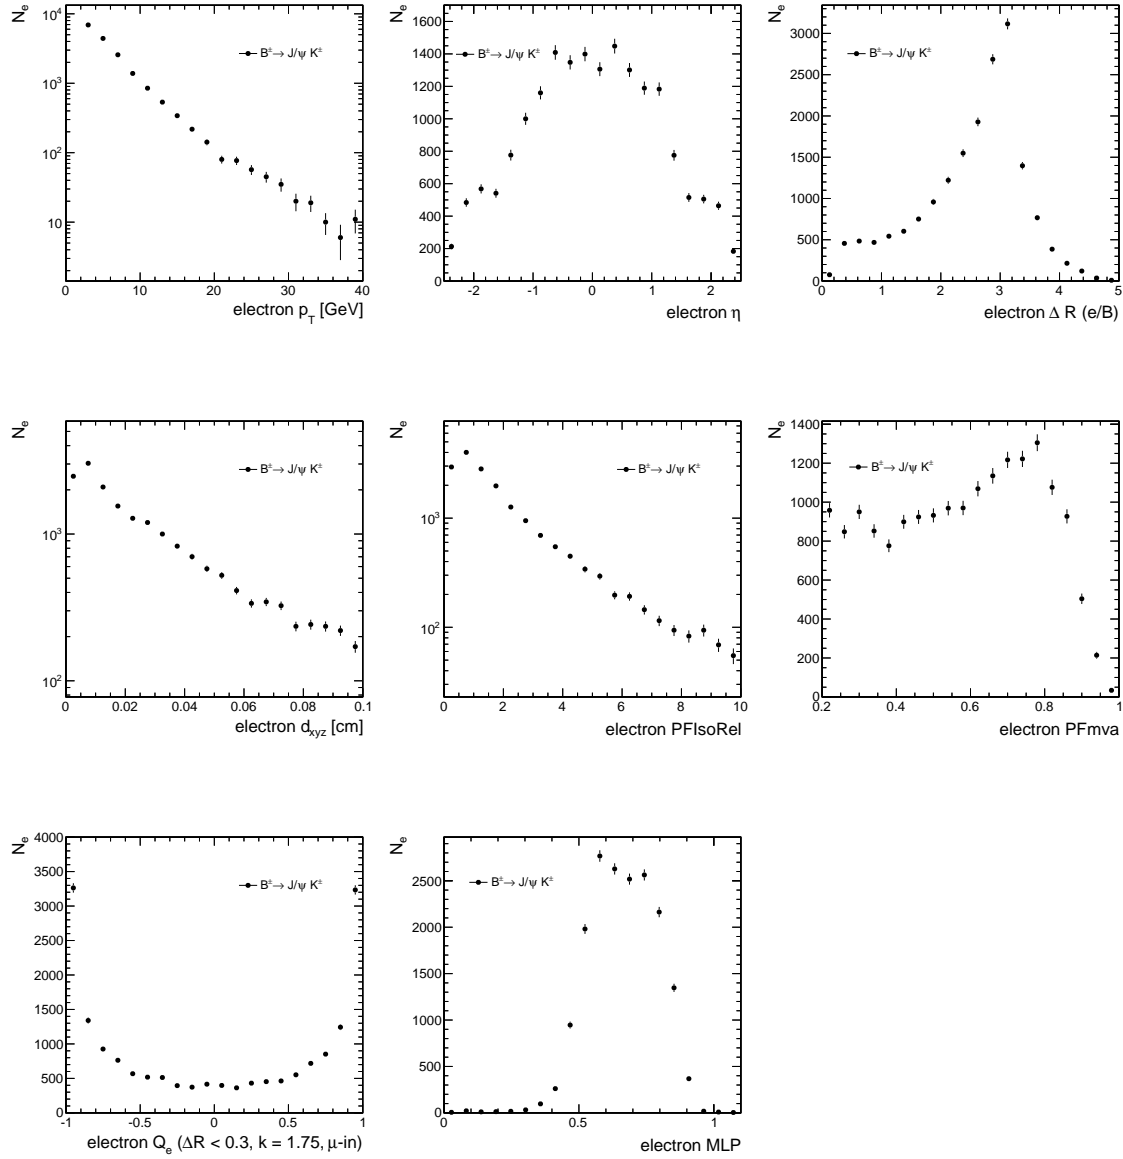 N_e
10^4
10^3
10^2
10
B^± → J/ψ K^±
0 10 20 30 40
electron p_T [GeV]
N_e
1600
1400
1200
1000
800
600
400
200
0
B^± → J/ψ K^±
-2 -1 0 1 2
electron η
N_e
3000
2500
2000
1500
1000
500
0
B^± → J/ψ K^±
0 1 2 3 4 5
electron Δ R (e/B)
N_e
10^3
10^2
B^± → J/ψ K^±
0 0.02 0.04 0.06 0.08 0.1
electron d_xyz [cm]
N_e
10^3
10^2
B^± → J/ψ K^±
0 2 4 6 8 10
electron PFIsoRel
N_e
1400
1200
1000
800
600
400
200
0
B^± → J/ψ K^±
0.2 0.4 0.6 0.8 1
electron PFmva
N_e
4000
3500
3000
2500
2000
1500
1000
500
0
B^± → J/ψ K^±
-1 -0.5 0 0.5 1
electron Q_e (ΔR < 0.3, k = 1.75, μ-in)
N_e
2500
2000
1500
1000
500
0
B^± → J/ψ K^±
0 0.5 1
electron MLP